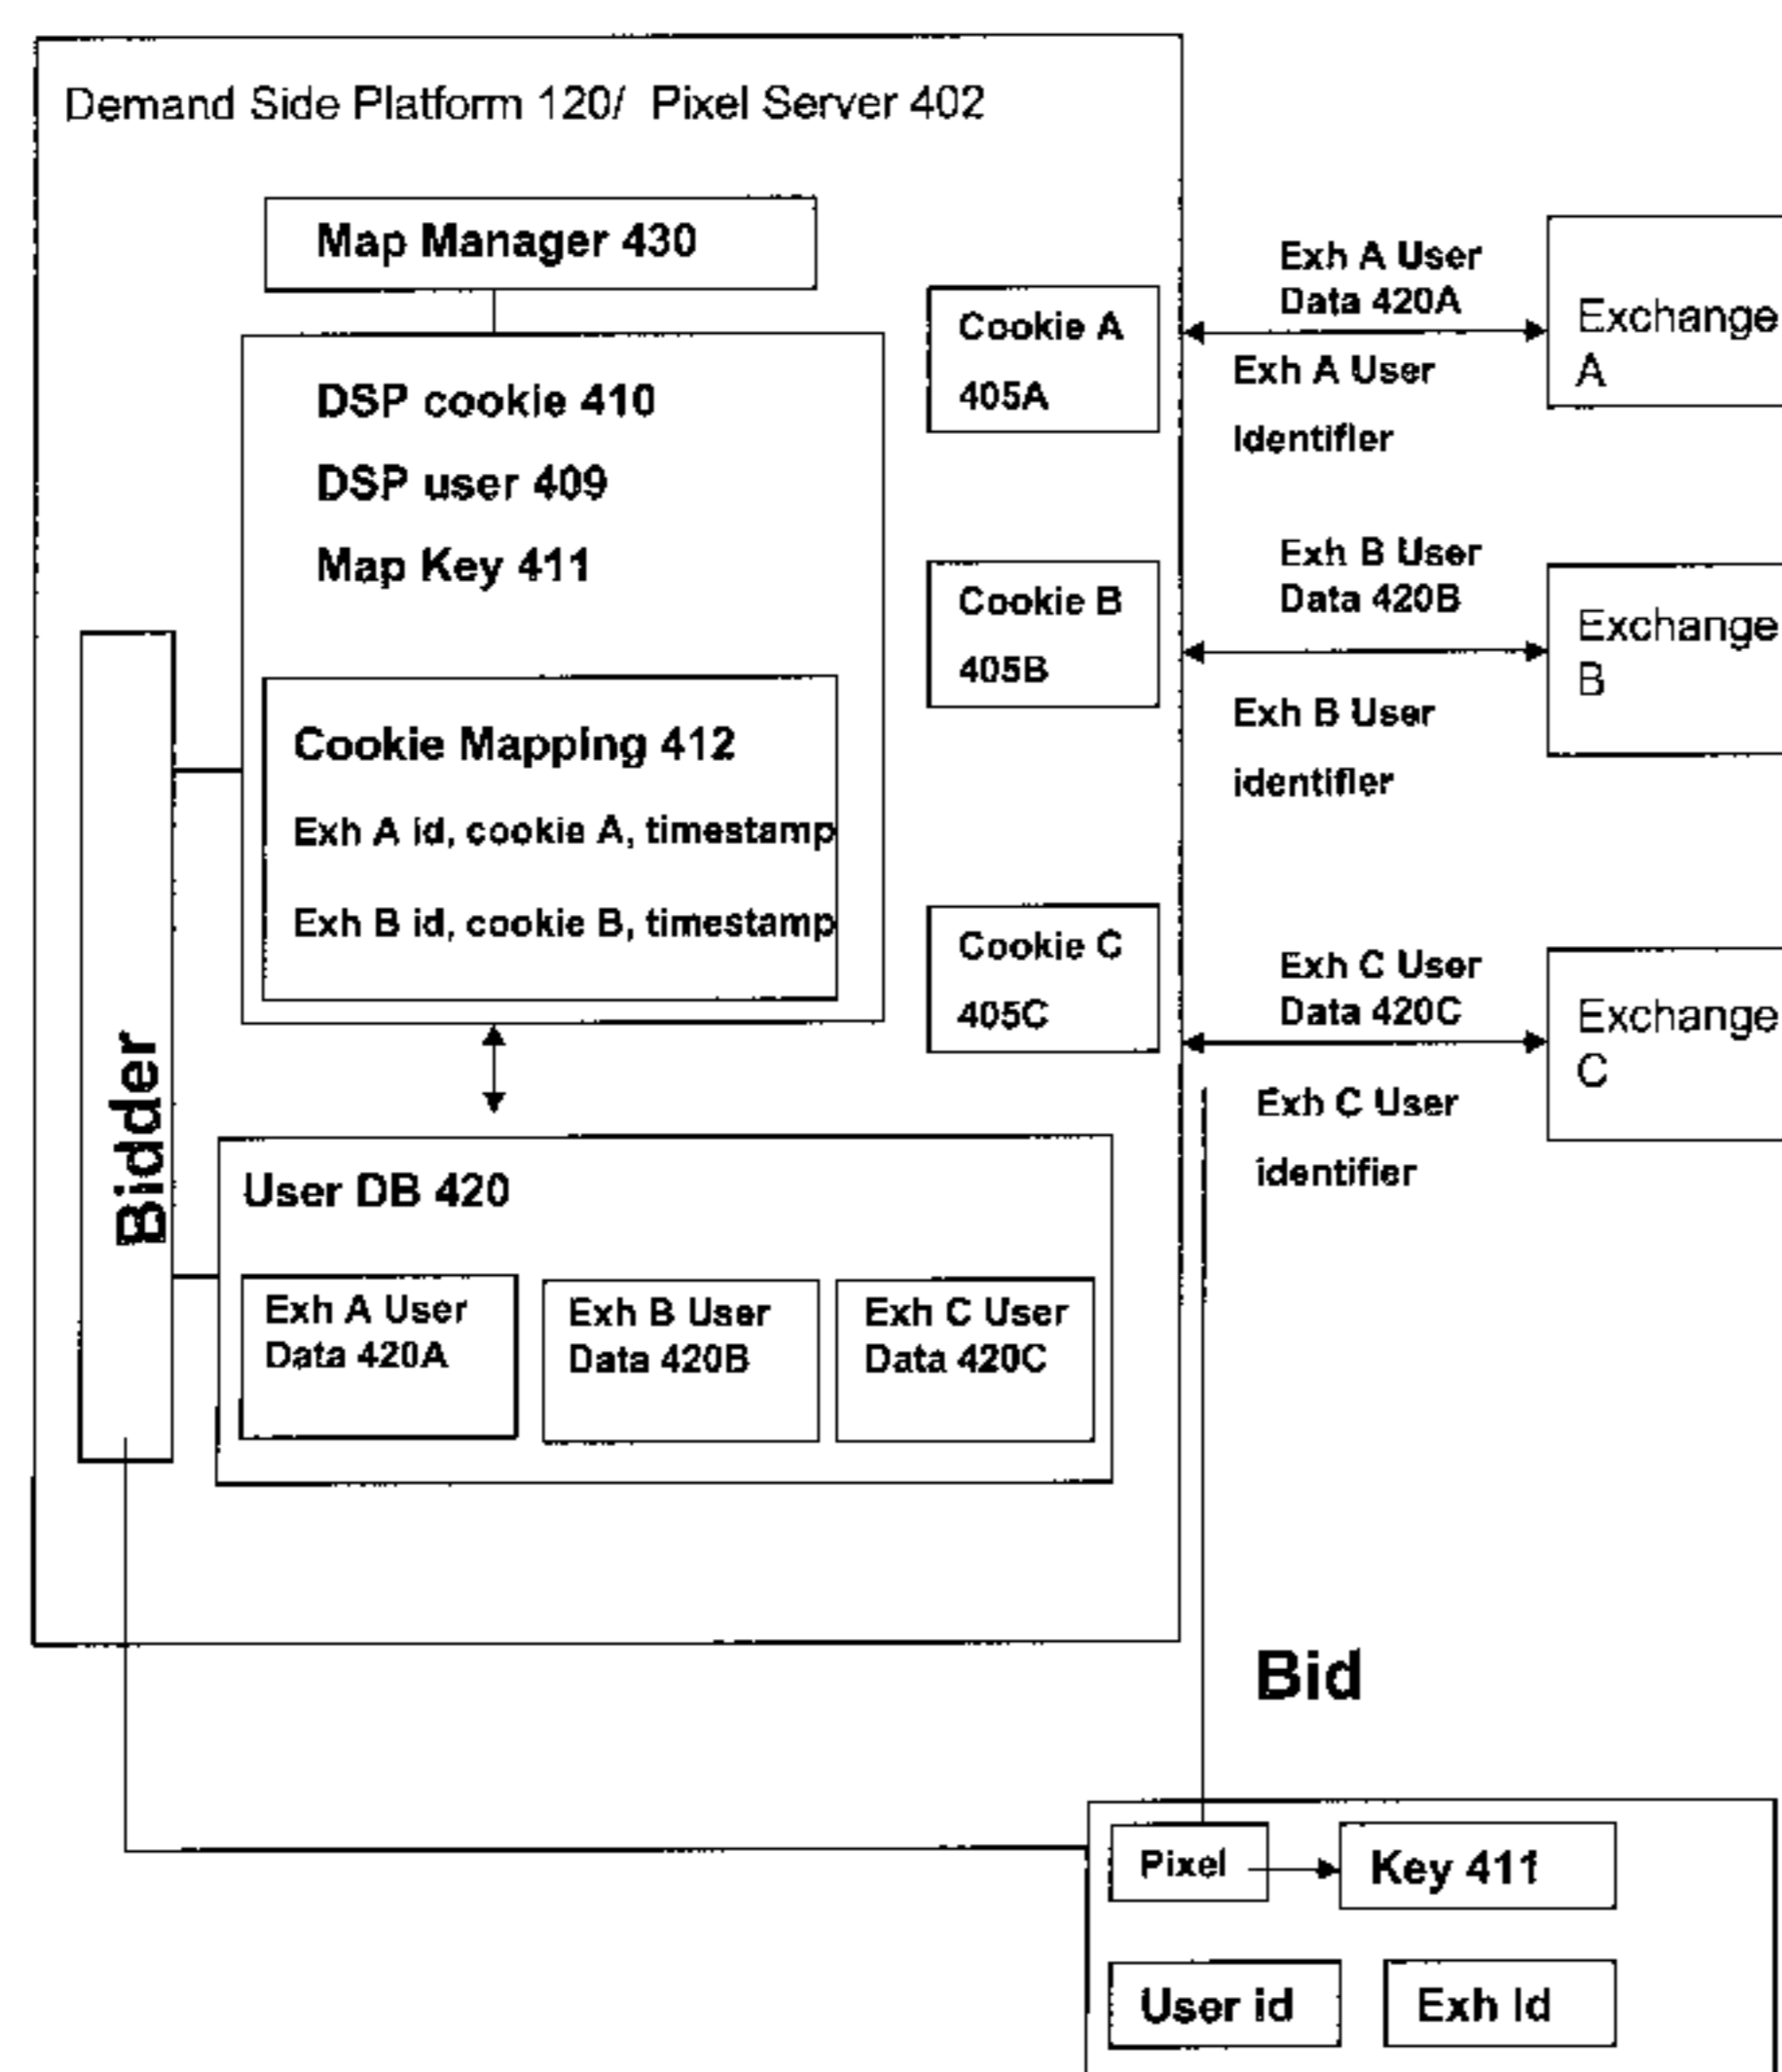 Demand Side Platform 120/ Pixel Server 402
Map Manager 430
DSP cookie 410
DSP user 409
Map Key 411
Cookie Mapping 412
Exh A id, cookie A, timestamp
Exh B id, cookie B, timestamp
Bidder
User DB 420
Exh A User
Data 420A
Exh B User
Data 420B
Exh C User
Data 420C
Cookie A
405A
Cookie B
405B
Cookie C
405C
Exh A User
Data 420A
Exh A User
Identifier
Exchange
A
Exh B User
Data 420B
Exh B User
identifier
Exchange
B
Exh C User
Data 420C
Exh C User
identifier
Exchange
C
Bid
Pixel
Key 411
User id
Exh Id